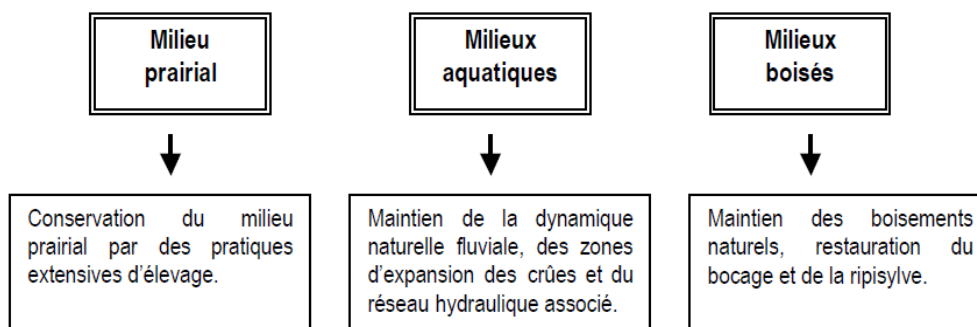 Milieu
prairial
Milieux
aquatiques
Milieux
boisés
Conservation du milieu
prairial par des pratiques
extensives d'élevage.
Maintien de la dynamique
naturelle fluviale, des zones
d'expansion des crûes et du
réseau hydraulique associé.
Maintien des boisements
naturels, restauration du
bocage et de la ripisylve.